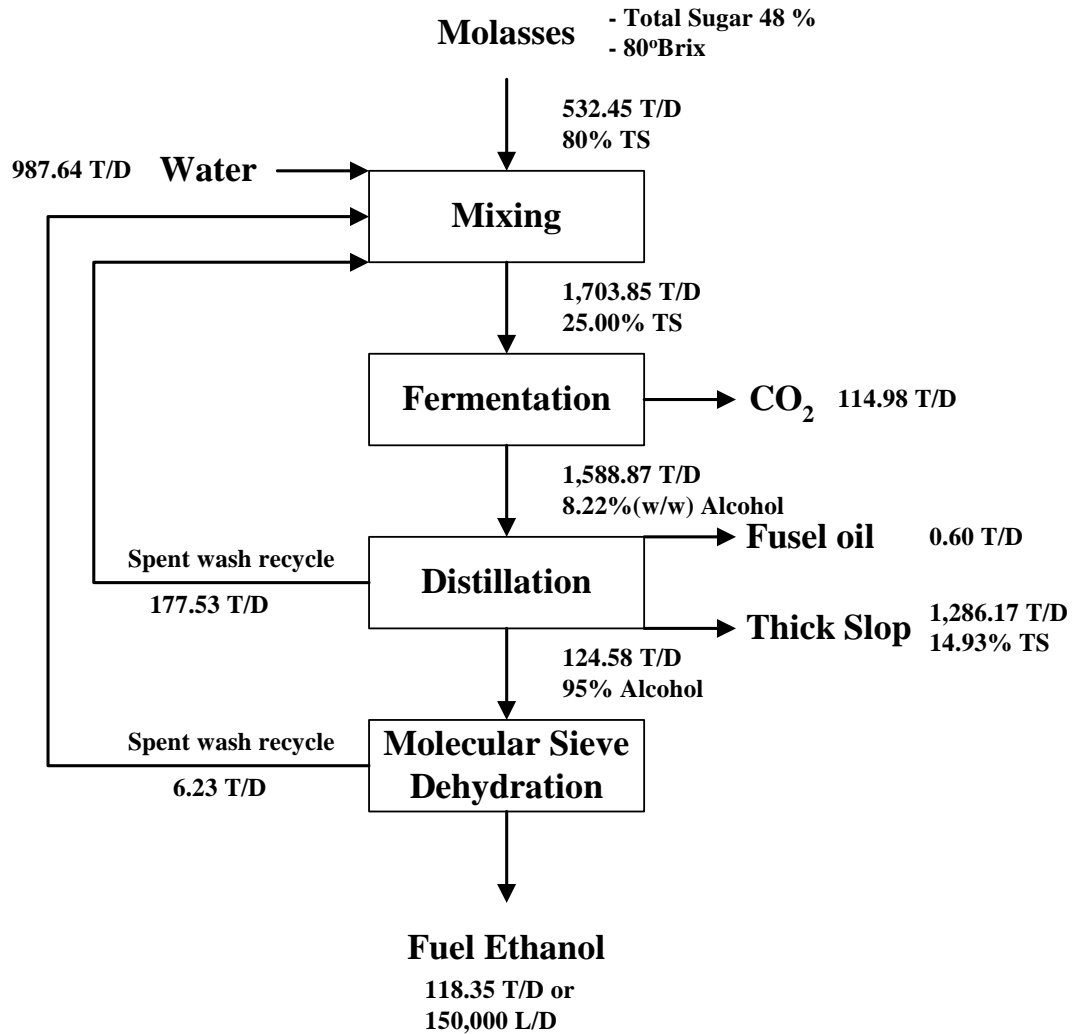 Molasses
- Total Sugar 48 %
- 80ºBrix
532.45 T/D
80% TS
987.64 T/D
Water
Mixing
1,703.85 T/D
25.00% TS
Fermentation
CO₂
114.98 T/D
1,588.87 T/D
8.22%(w/w) Alcohol
Fusel oil
0.60 T/D
Spent wash recycle
177.53 T/D
Distillation
Thick Slop
1,286.17 T/D
14.93% TS
124.58 T/D
95% Alcohol
Spent wash recycle
6.23 T/D
Molecular Sieve
Dehydration
Fuel Ethanol
118.35 T/D or
150,000 L/D